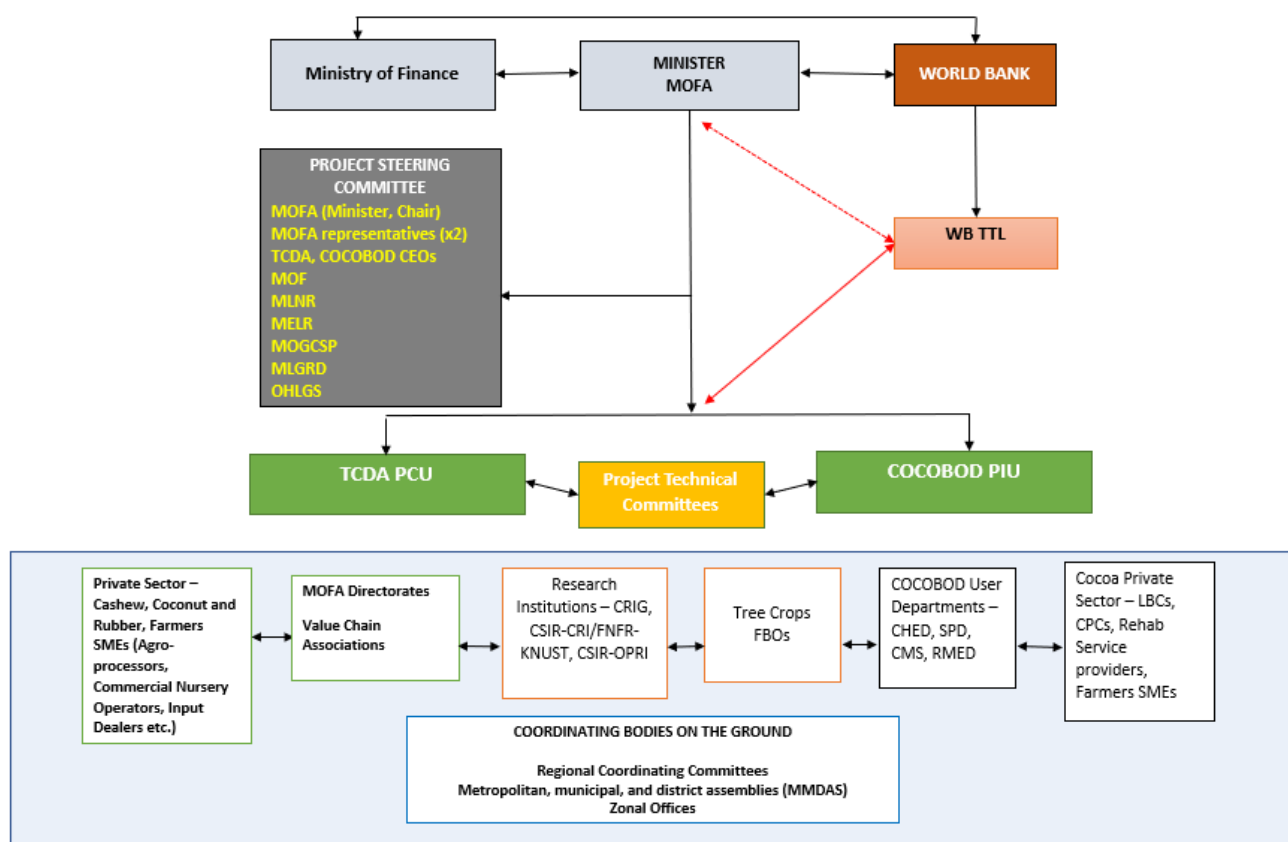 Ministry of Finance
MINISTER
MOFA
WORLD BANK
PROJECT STEERING
COMMITTEE
MOFA (Minister, Chair)
MOFA representatives (x2)
TCDA, COCOBOD CEOs
MOF
MLNR
MELR
MOGCSP
MLGRD
OHLGS
WB TTL
TCDA PCU
Project Technical
Committees
COCOBOD PIU
Private Sector –
Cashew, Coconut and
Rubber, Farmers
SMEs (Agro-
processors,
Commercial Nursery
Operators, Input
Dealers etc.)
MOFA Directorates
Value Chain
Associations
Research
Institutions – CRIG,
CSIR-CRI/FNFR-
KNUST, CSIR-OPRI
Tree Crops
FBOs
COCOBOD User
Departments –
CHED, SPD,
CMS, RMED
Cocoa Private
Sector – LBCs,
CPCs, Rehab
Service
providers,
Farmers SMEs
COORDINATING BODIES ON THE GROUND
Regional Coordinating Committees
Metropolitan, municipal, and district assemblies (MMDAS)
Zonal Offices